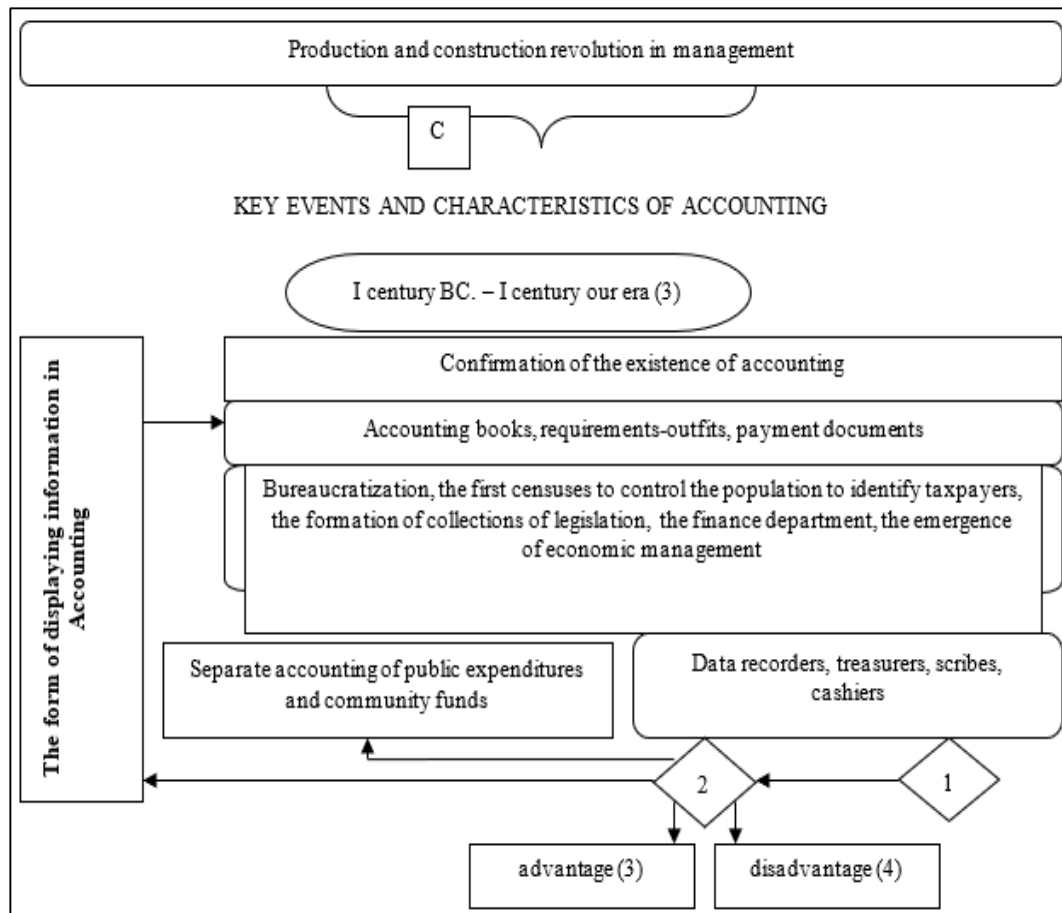 Production and construction revolution in management
C
KEY EVENTS AND CHARACTERISTICS OF ACCOUNTING
I century BC. – I century our era (3)
The form of displaying information in
Accounting
Confirmation of the existence of accounting
Accounting books, requirements-outfits, payment documents
Bureaucratization, the first censuses to control the population to identify taxpayers,
the formation of collections of legislation, the finance department, the emergence
of economic management
Separate accounting of public expenditures
and community funds
Data recorders, treasurers, scribes,
cashiers
2
1
advantage (3)
disadvantage (4)